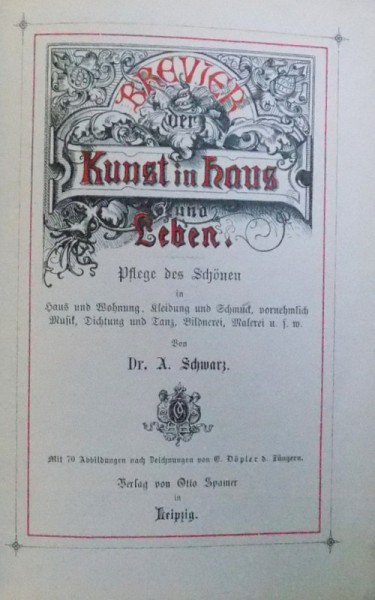 BREVIER
der
Kunst in Haus
und
Leben.
Pflege des Schönen
in
Haus und Wohnung, Kleidung und Schmuck, vornehmlich
Musik, Dichtung und Tanz, Bildnerei, Malerei u. s. w.
Von
Dr. A. Schwarz.
Mit 70 Abbildungen nach Zeichnungen von E. Döpler d. Jüngern.
Verlag von Otto Spamer
in
Leipzig.